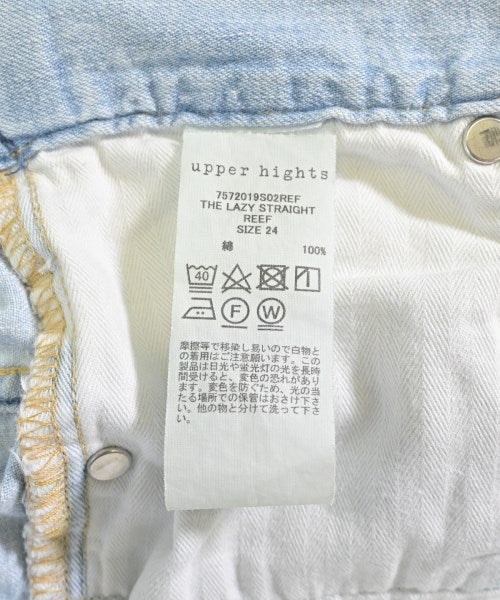 upper hights
7572019S02REF
THE LAZY STRAIGHT
REEF
SIZE 24
綿 100%
40
F W
摩擦等で移染し易いので白物と
の着用はご注意願います。この
製品は日光や蛍光灯の光を長時
間受けると、変色の恐れがあり
ます。変色を防ぐため、光の当
たる場所での保管はおさけ下さ
い。他の物と分けて洗って下さ
い。